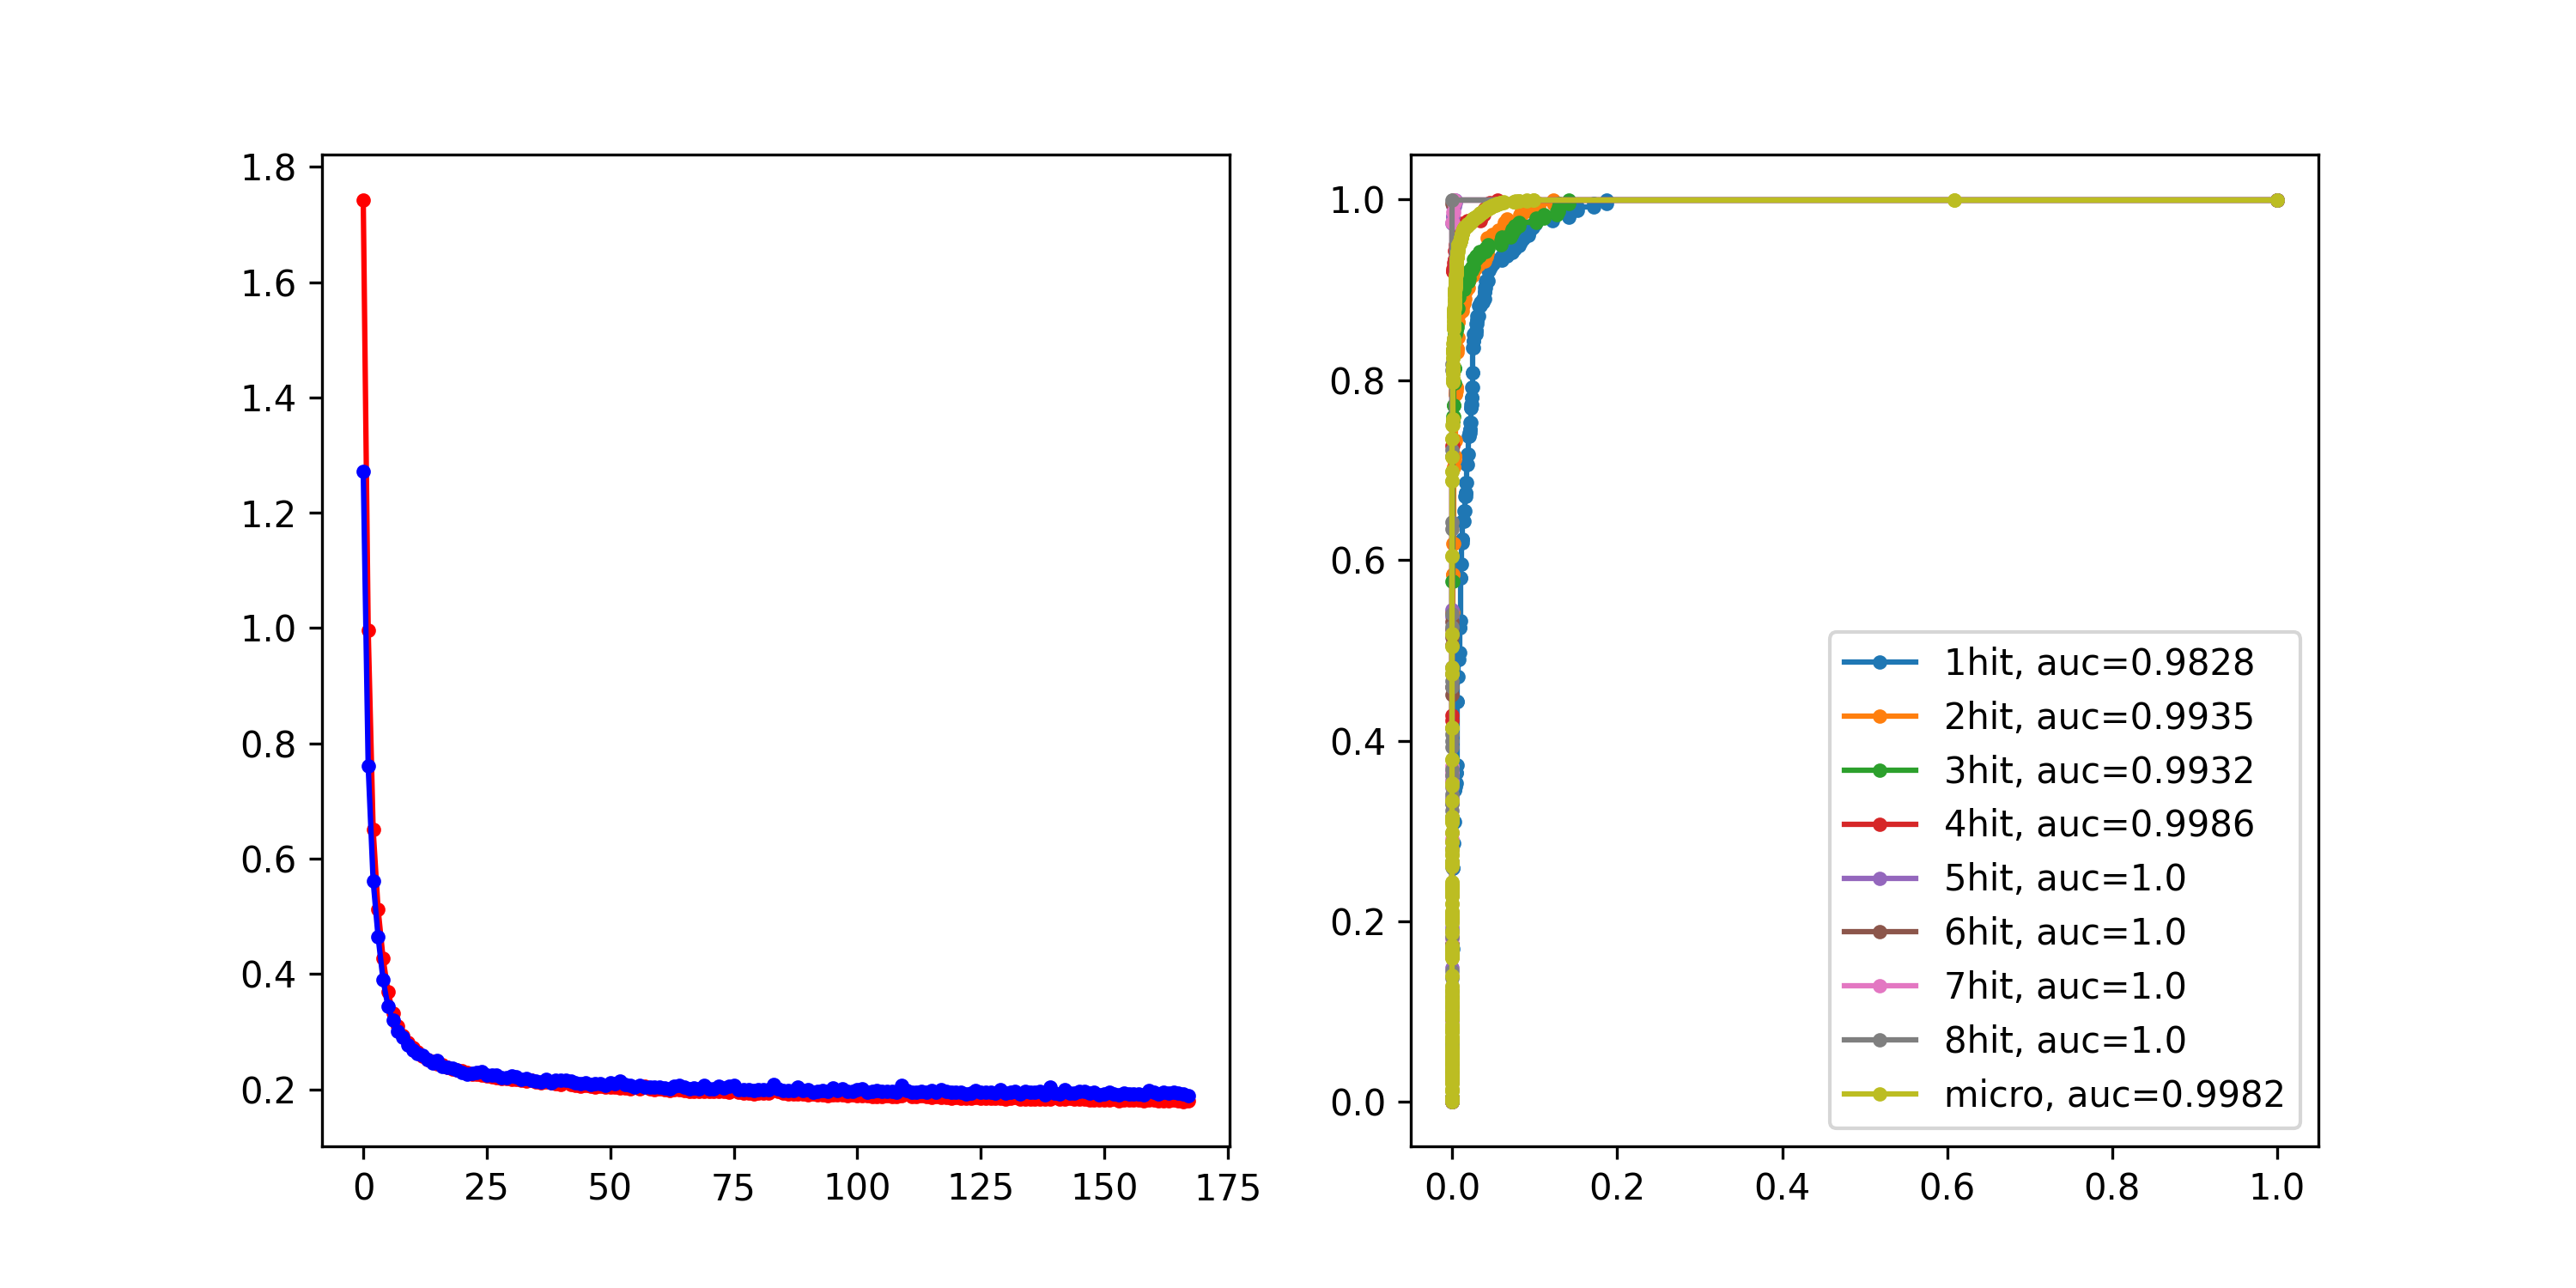 1.8
1.6
1.4
1.2
1.0
0.8
0.6
0.4
0.2
0 25 50 75 100 125 150 175
1.0
0.8
0.6
0.4
0.2
0.0
0.0 0.2 0.4 0.6 0.8 1.0
1hit, auc=0.9828
2hit, auc=0.9935
3hit, auc=0.9932
4hit, auc=0.9986
5hit, auc=1.0
6hit, auc=1.0
7hit, auc=1.0
8hit, auc=1.0
micro, auc=0.9982